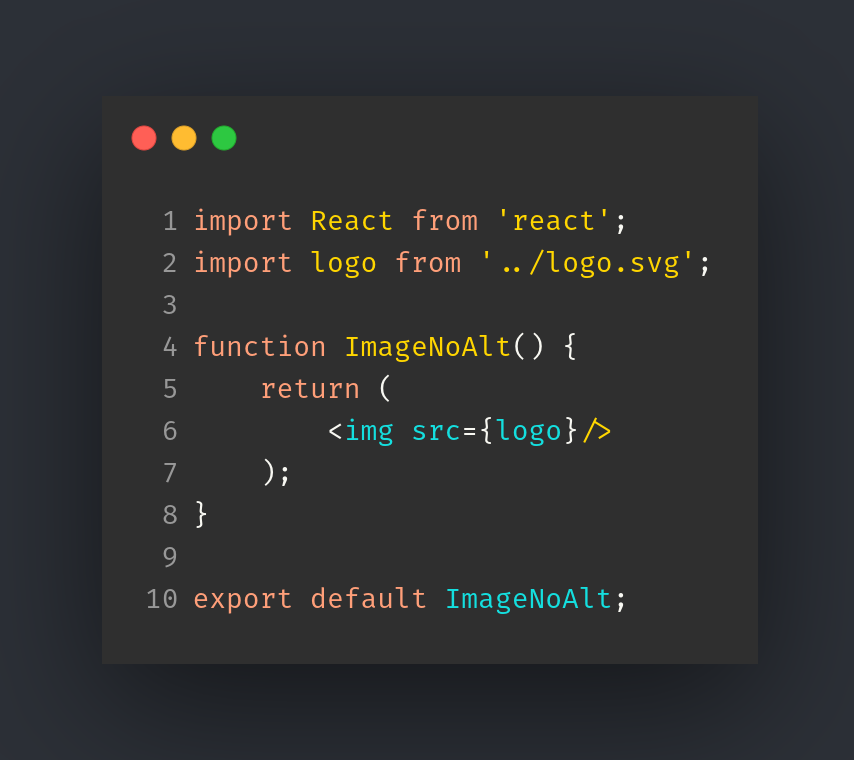 1 import React from 'react';
2 import logo from '../logo.svg';
3
4 function ImageNoAlt() {
5     return (
6         <img src={logo}/>
7     );
8 }
9
10 export default ImageNoAlt;